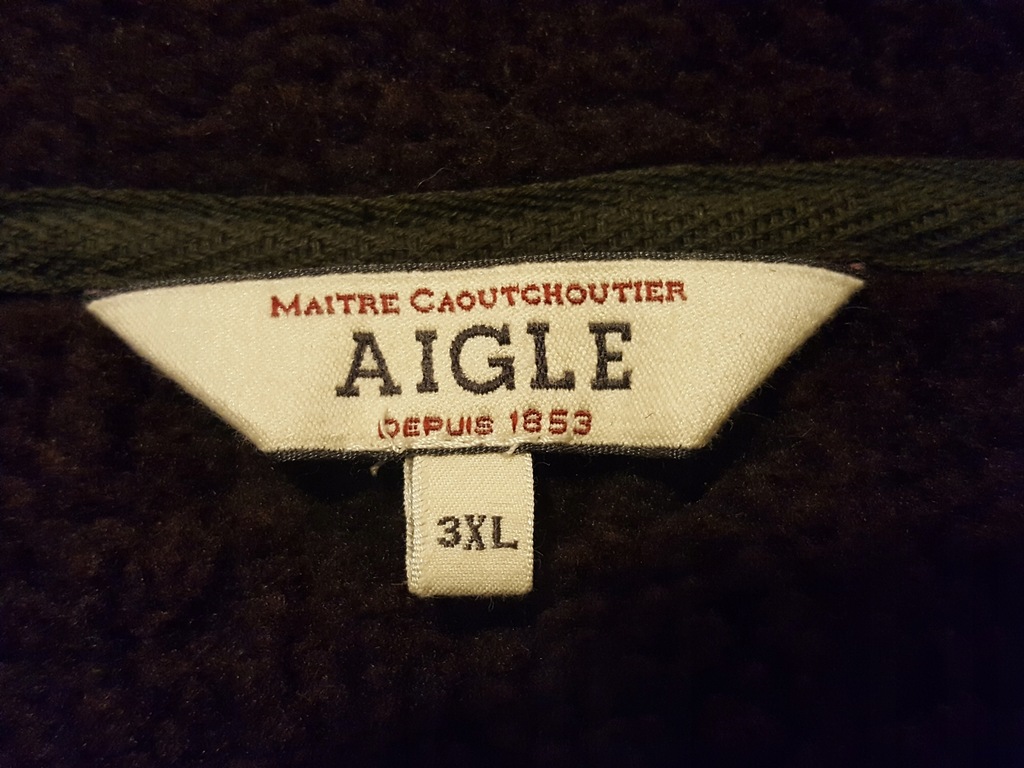 MAITRE CAOUTCHOUTIER
AIGLE
DEPUIS 1853
3XL